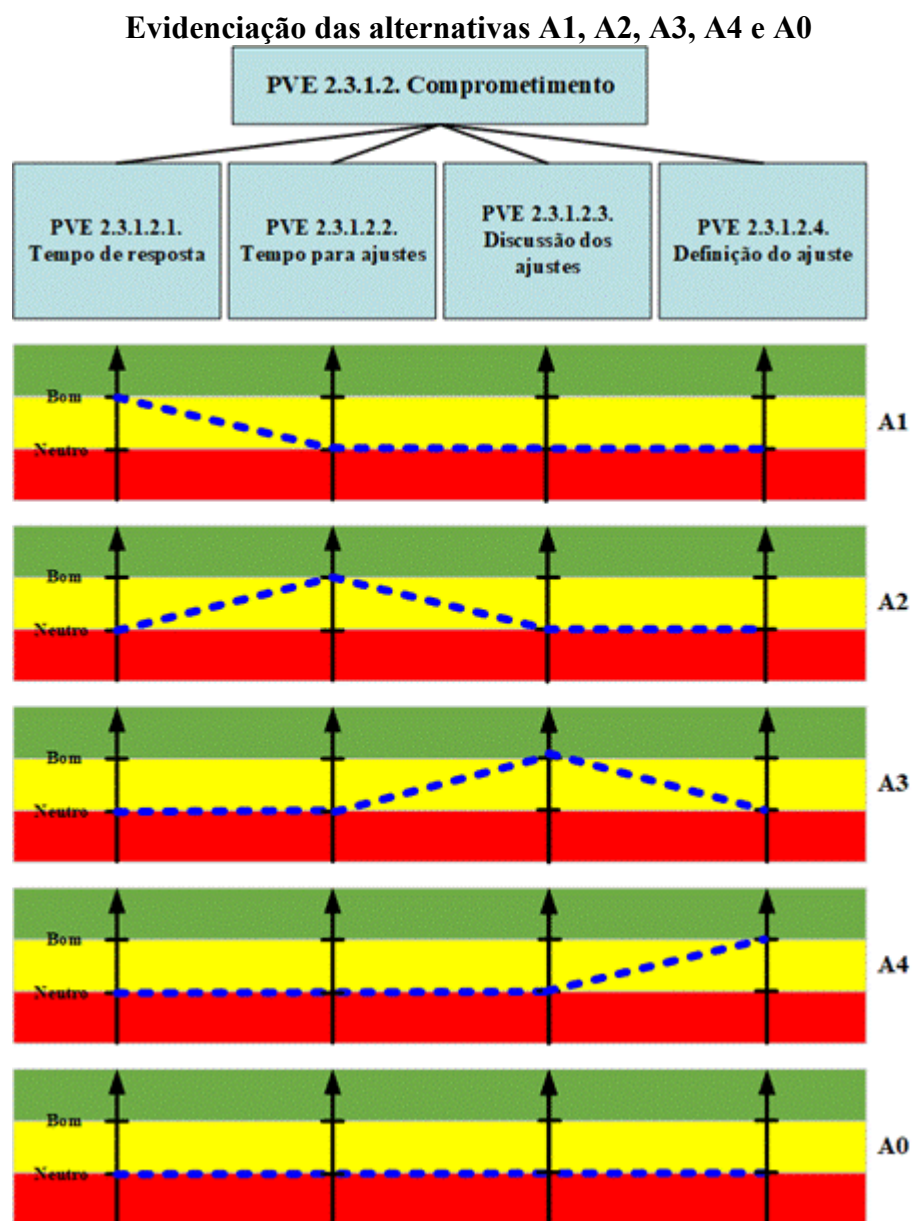 Evidenciação das alternativas A1, A2, A3, A4 e A0
PVE 2.3.1.2. Comprometimento
PVE 2.3.1.2.1.
Tempo de resposta
PVE 2.3.1.2.2.
Tempo para ajustes
PVE 2.3.1.2.3.
Discussão dos
ajustes
PVE 2.3.1.2.4.
Definição do ajuste
Bom
Neutro
A1
Bom
Neutro
A2
Bom
Neutro
A3
Bom
Neutro
A4
Bom
Neutro
A0